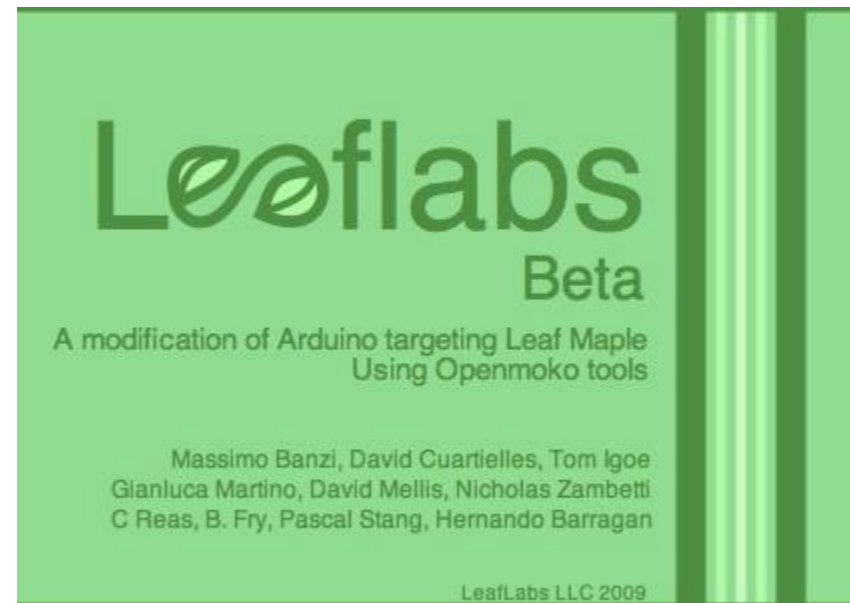 Leaflabs
Beta
A modification of Arduino targeting Leaf Maple
Using Openmoko tools
Massimo Banzi, David Cuartielles, Tom Igoe
Gianluca Martino, David Mellis, Nicholas Zambetti
C Reas, B. Fry, Pascal Stang, Hernando Barragan
LeafLabs LLC 2009